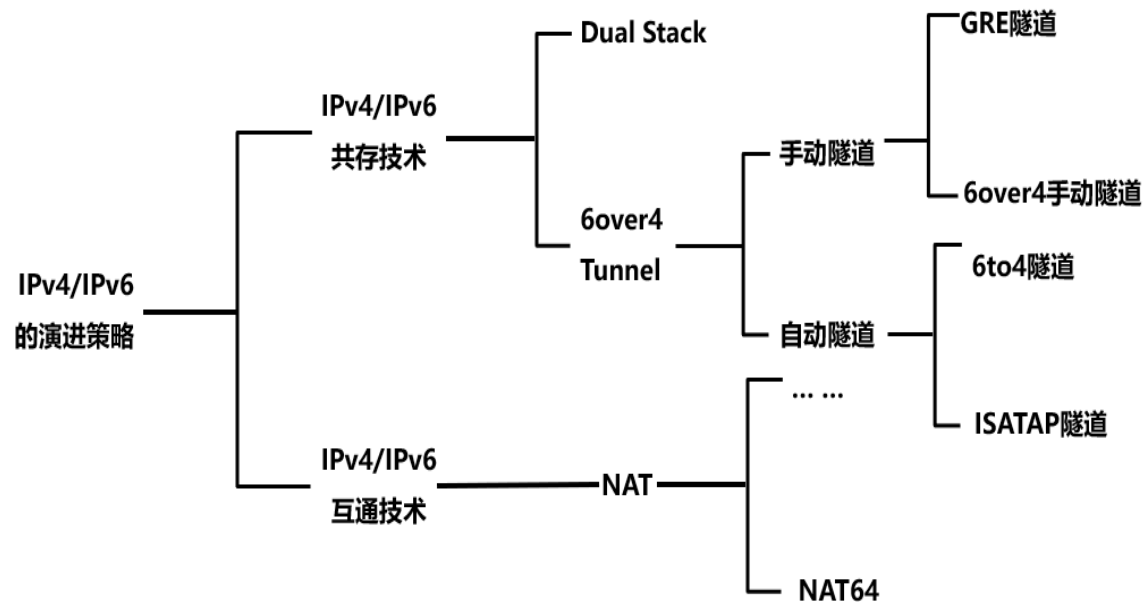 IPv4/IPv6
的演进策略
IPv4/IPv6
共存技术
Dual Stack
6over4
Tunnel
手动隧道
GRE隧道
6over4手动隧道
自动隧道
6to4隧道
ISATAP隧道
IPv4/IPv6
互通技术
NAT
... ...
NAT64